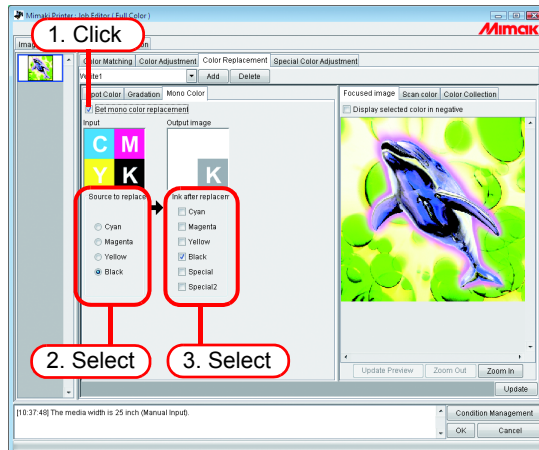 Mimaki Printer : Job Editor ( Full Color )
Mimaki
1. Click
Color Matching Color Adjustment Color Replacement Special Color Adjustment
Add Delete
Spot Color Gradation Mono Color
Focused image Scan color Color Collection
Set mono color replacement
Display selected color in negative
Input Output image
C M
Y K K
Source to replace Ink after replacem
Cyan
Cyan Magenta
Magenta Yellow
Yellow Black
Black Special
Special2
2. Select 3. Select
Update Preview Zoom Out Zoom In
Update
[10:37:48] The media width is 25 inch (Manual Input).
Condition Management
OK Cancel